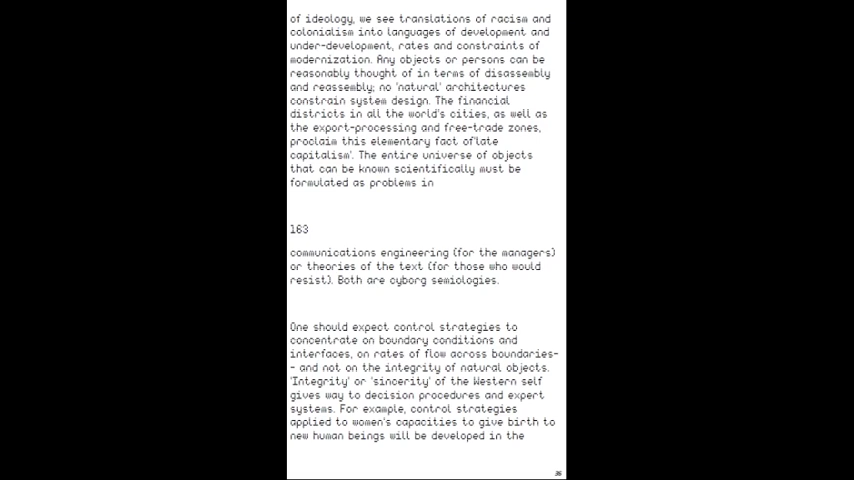 of ideology, we see translations of racism and
colonialism into languages of development and
under-development, rates and constraints of
modernization. Any objects or persons can be
reasonably thought of in terms of disassembly
and reassembly; no 'natural' architectures
constrain system design. The financial
districts in all the world's cities, as well as
the export-processing and free-trade zones,
proclaim this elementary fact of'late
capitalism'. The entire universe of objects
that can be known scientifically must be
formulated as problems in
163
communications engineering (for the managers)
or theories of the text (for those who would
resist). Both are cyborg semiologies.
One should expect control strategies to
concentrate on boundary conditions and
interfaces, on rates of flow across boundaries-
- and not on the integrity of natural objects.
'Integrity' or 'sincerity' of the Western self
gives way to decision procedures and expert
systems. For example, control strategies
applied to women's capacities to give birth to
new human beings will be developed in the
36